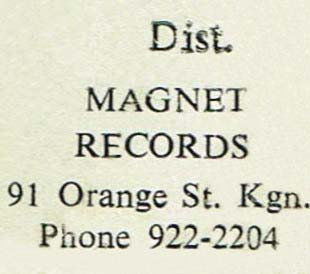 Dist.
MAGNET
RECORDS
91 Orange St. Kgn.
Phone 922-2204